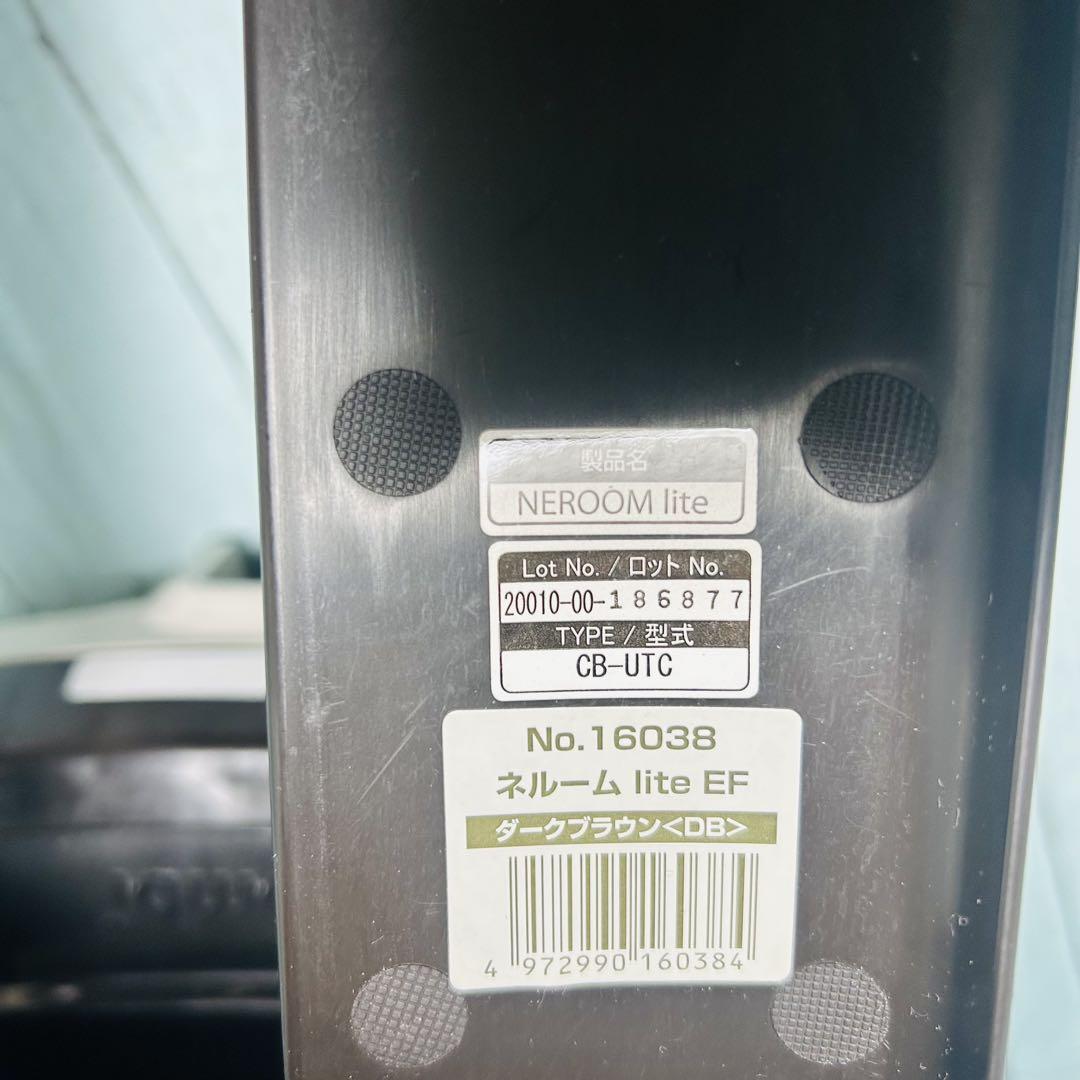 製品名
NEROOM lite
Lot No. / ロット No.
20010-00-186877
TYPE / 型式
CB-UTC
No.16038
ネルーム lite EF
ダークブラウン<DB>
4 972990 160384